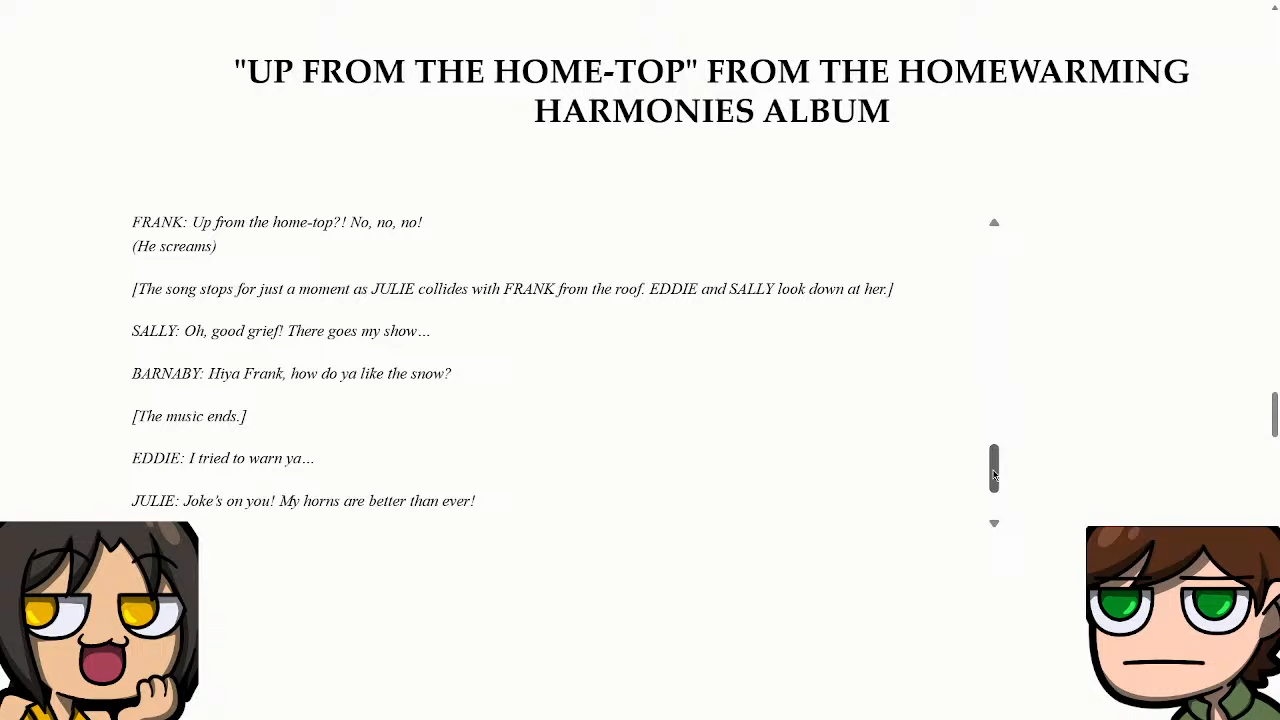 "UP FROM THE HOME-TOP" FROM THE HOMEWARMING
HARMONIES ALBUM
FRANK: Up from the home-top?! No, no, no!
(He screams)
[The song stops for just a moment as JULIE collides with FRANK from the roof. EDDIE and SALLY look down at her.]
SALLY: Oh, good grief! There goes my show…
BARNABY: Hiya Frank, how do ya like the snow?
[The music ends.]
EDDIE: I tried to warn ya…
JULIE: Joke's on you! My horns are better than ever!